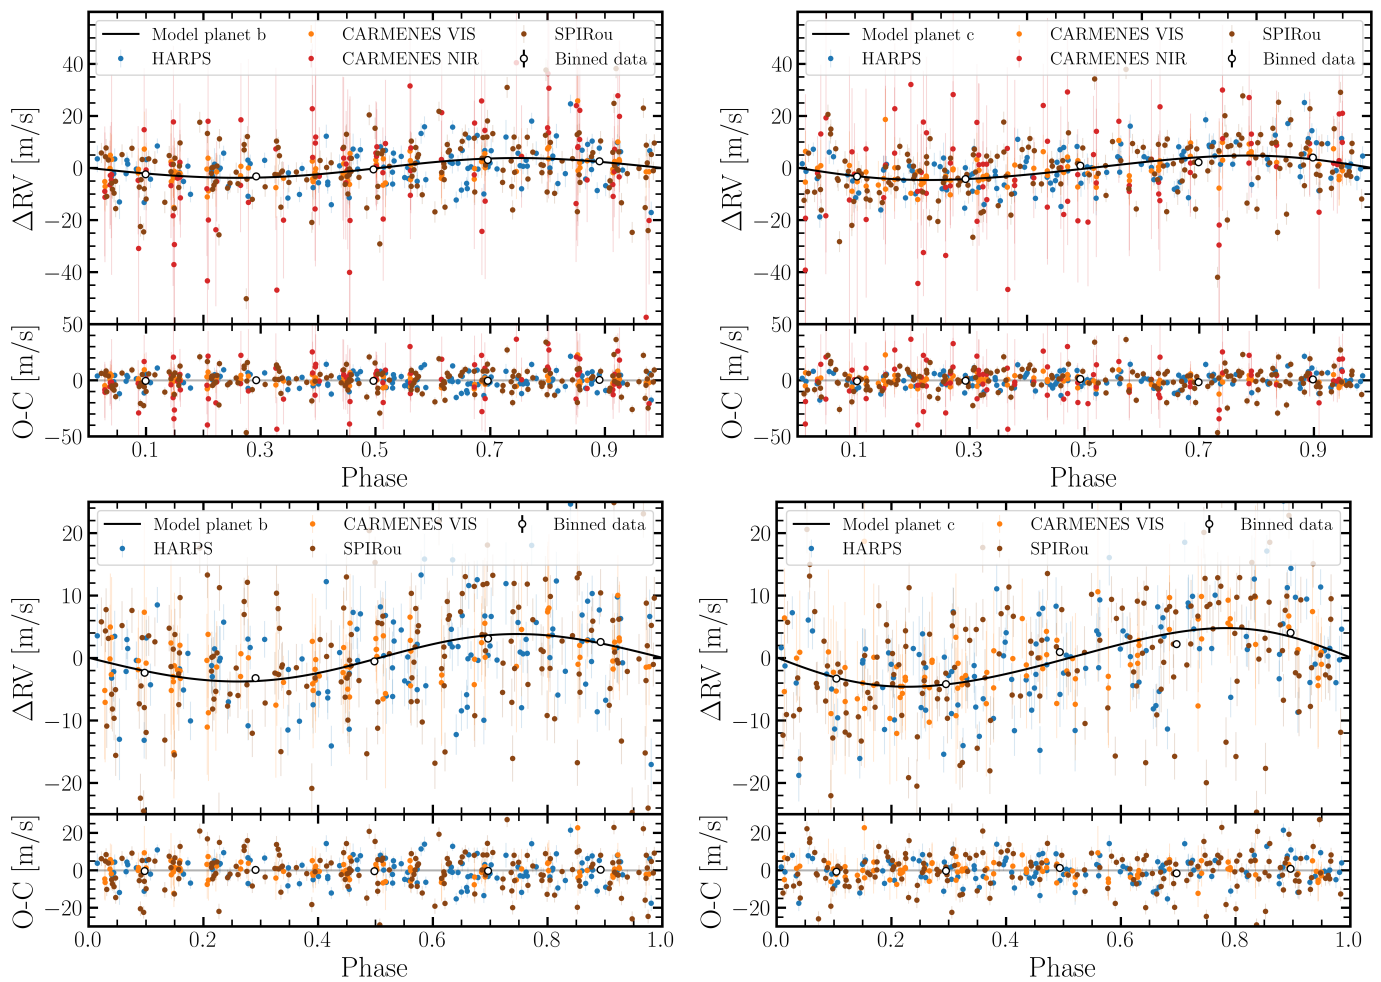 Model planet b CARMENES VIS SPIRou
HARPS CARMENES NIR Binned data
40
20
0
−20
−40
ΔRV [m/s]
50
0
−50
O-C [m/s]
0.1 0.3 0.5 0.7 0.9
Phase
Model planet c CARMENES VIS SPIRou
HARPS CARMENES NIR Binned data
40
20
0
−20
−40
ΔRV [m/s]
50
0
−50
O-C [m/s]
0.1 0.3 0.5 0.7 0.9
Phase
Model planet b CARMENES VIS Binned data
HARPS SPIRou
20
10
0
−10
−20
ΔRV [m/s]
20
0
−20
O-C [m/s]
0.0 0.2 0.4 0.6 0.8 1.0
Phase
Model planet c CARMENES VIS Binned data
HARPS SPIRou
20
10
0
−10
−20
ΔRV [m/s]
20
0
−20
O-C [m/s]
0.0 0.2 0.4 0.6 0.8 1.0
Phase